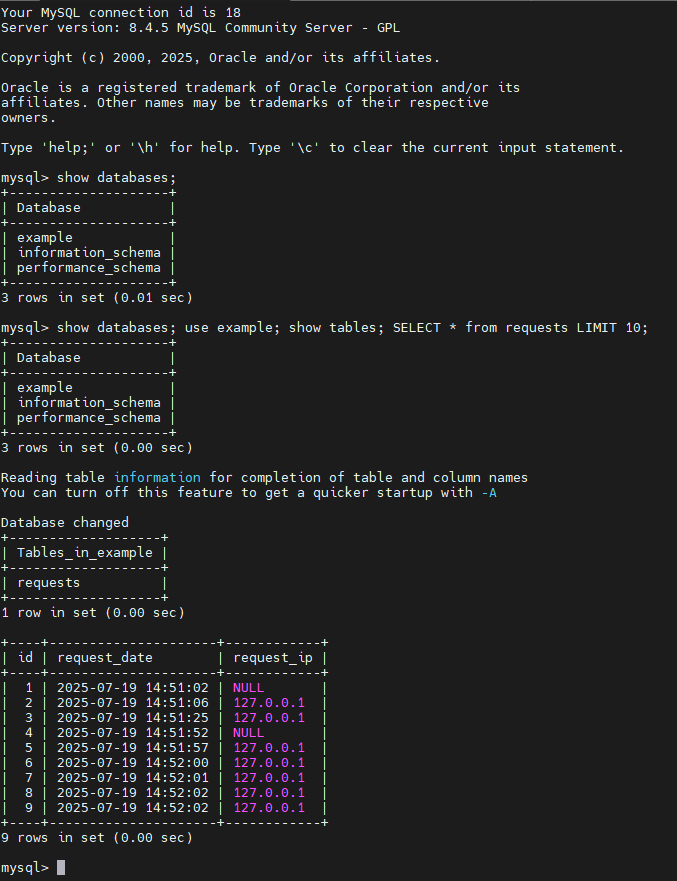 Your MySQL connection id is 18
Server version: 8.4.5 MySQL Community Server - GPL
Copyright (c) 2000, 2025, Oracle and/or its affiliates.
Oracle is a registered trademark of Oracle Corporation and/or its
affiliates. Other names may be trademarks of their respective
owners.
Type 'help;' or '\h' for help. Type '\c' to clear the current input statement.
mysql> show databases;
+--------------------+
| Database           |
+--------------------+
| example            |
| information_schema |
| performance_schema |
+--------------------+
3 rows in set (0.01 sec)
mysql> show databases; use example; show tables; SELECT * from requests LIMIT 10;
+--------------------+
| Database           |
+--------------------+
| example            |
| information_schema |
| performance_schema |
+--------------------+
3 rows in set (0.00 sec)
Reading table information for completion of table and column names
You can turn off this feature to get a quicker startup with -A
Database changed
+-------------------+
| Tables_in_example |
+-------------------+
| requests          |
+-------------------+
1 row in set (0.00 sec)
+----+---------------------+------------+
| id | request_date        | request_ip |
+----+---------------------+------------+
|  1 | 2025-07-19 14:51:02 | NULL       |
|  2 | 2025-07-19 14:51:06 | 127.0.0.1  |
|  3 | 2025-07-19 14:51:25 | 127.0.0.1  |
|  4 | 2025-07-19 14:51:52 | NULL       |
|  5 | 2025-07-19 14:51:57 | 127.0.0.1  |
|  6 | 2025-07-19 14:52:00 | 127.0.0.1  |
|  7 | 2025-07-19 14:52:01 | 127.0.0.1  |
|  8 | 2025-07-19 14:52:02 | 127.0.0.1  |
|  9 | 2025-07-19 14:52:02 | 127.0.0.1  |
+----+---------------------+------------+
9 rows in set (0.00 sec)
mysql>